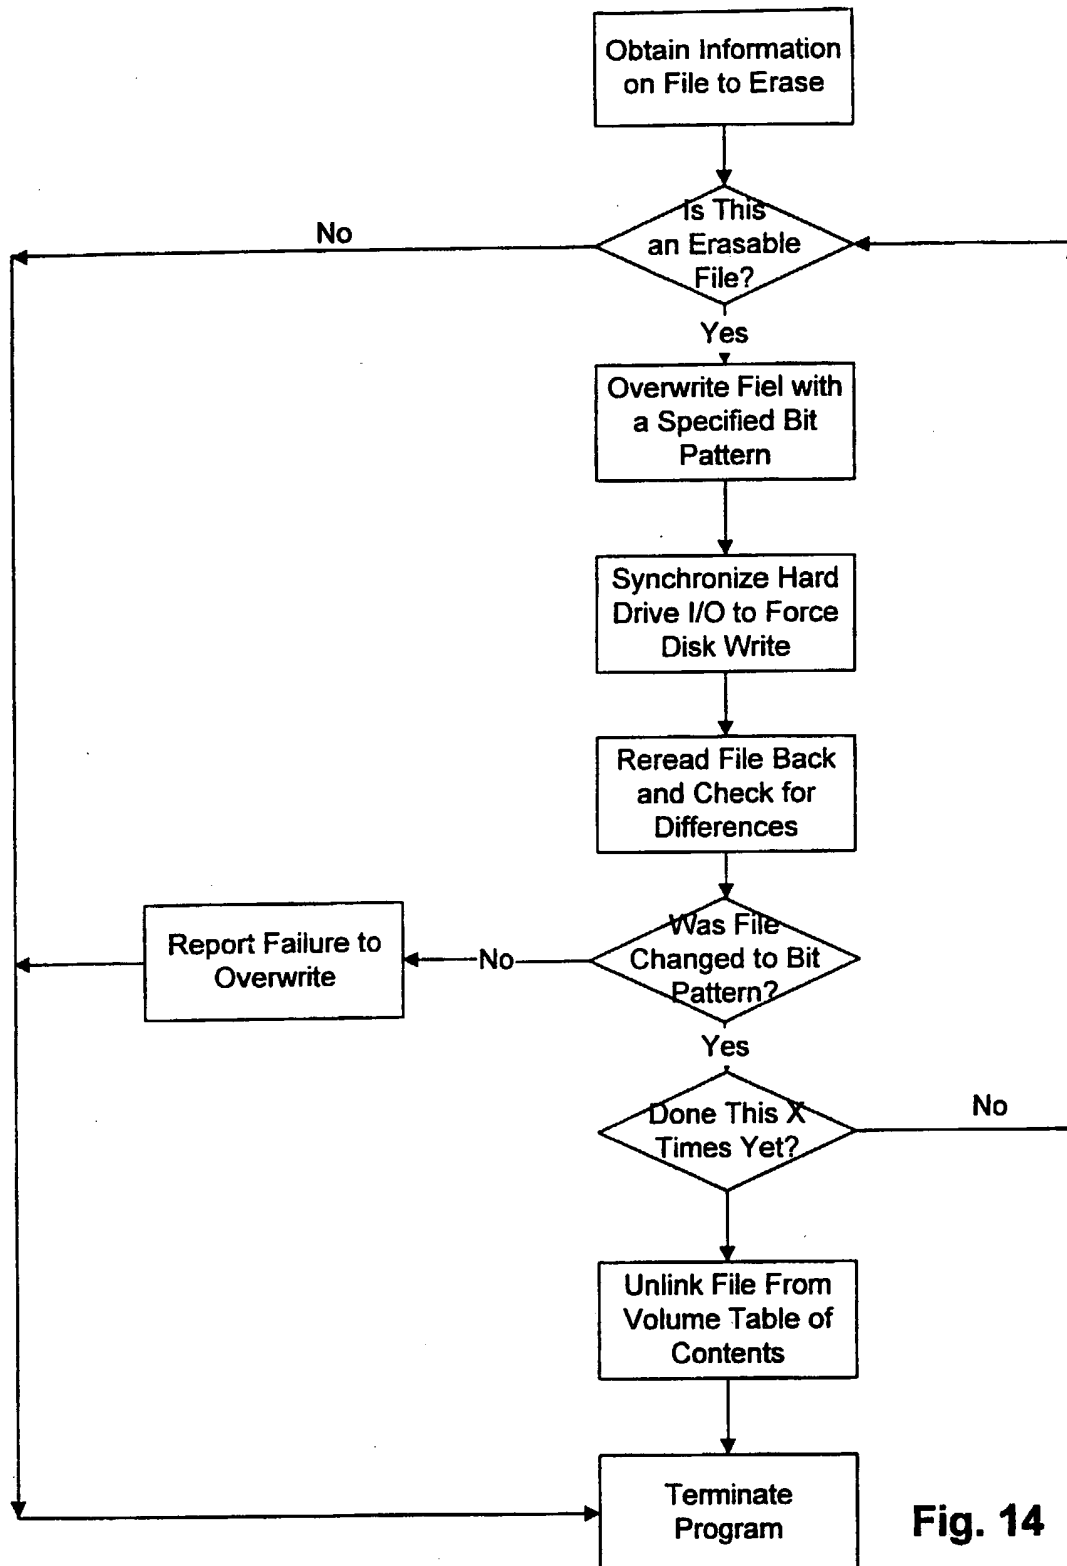 Obtain Information
on File to Erase
Is This
an Erasable
File?
No
Yes
Overwrite Fiel with
a Specified Bit
Pattern
Synchronize Hard
Drive I/O to Force
Disk Write
Reread File Back
and Check for
Differences
Was File
Changed to Bit
Pattern?
No
Report Failure to
Overwrite
Yes
Done This X
Times Yet?
No
Unlink File From
Volume Table of
Contents
Terminate
Program
Fig. 14